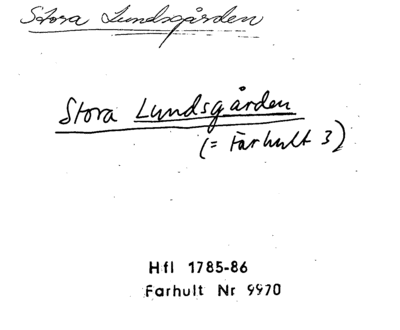 Stora Lundsgården
Stora Lundsgården
(= Farhult 3)
Hfl 1785-86
Farhult Nr 9970